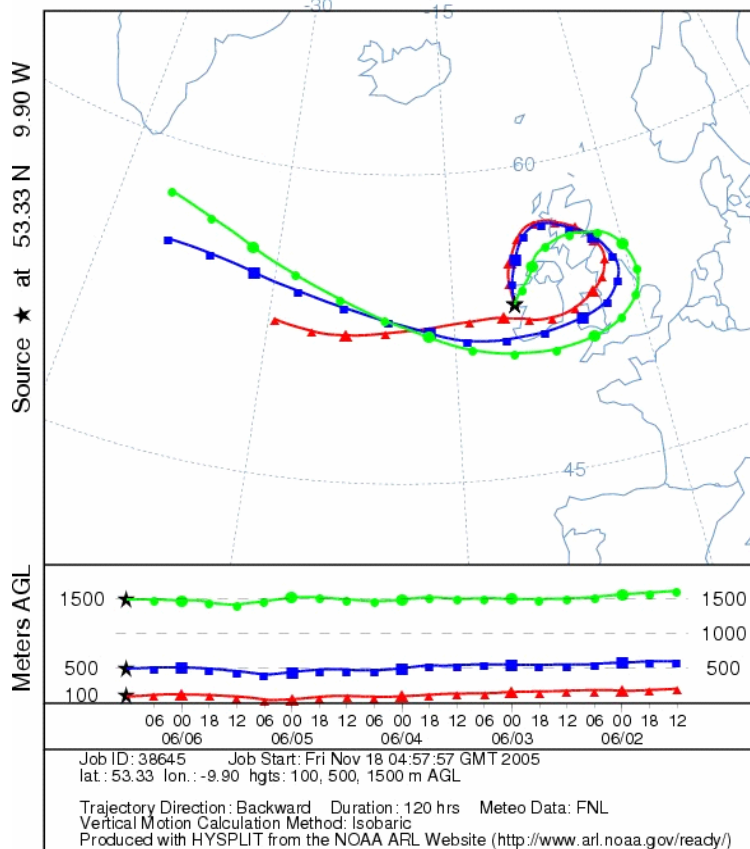 -30
-15
60
45
Source ★ at 53.33 N 9.90 W
Meters AGL
1500 1500
1000
500 500
100
06 00 18 12 06 00 18 12 06 00 18 12 06 00 18 12 06 00 18 12
06/06 06/05 06/04 06/03 06/02
Job ID: 38645 Job Start: Fri Nov 18 04:57:57 GMT 2005
lat.: 53.33 lon.: -9.90 hgts: 100, 500, 1500 m AGL
Trajectory Direction: Backward Duration: 120 hrs Meteo Data: FNL
Vertical Motion Calculation Method: Isobaric
Produced with HYSPLIT from the NOAA ARL Website (http://www.arl.noaa.gov/ready/)